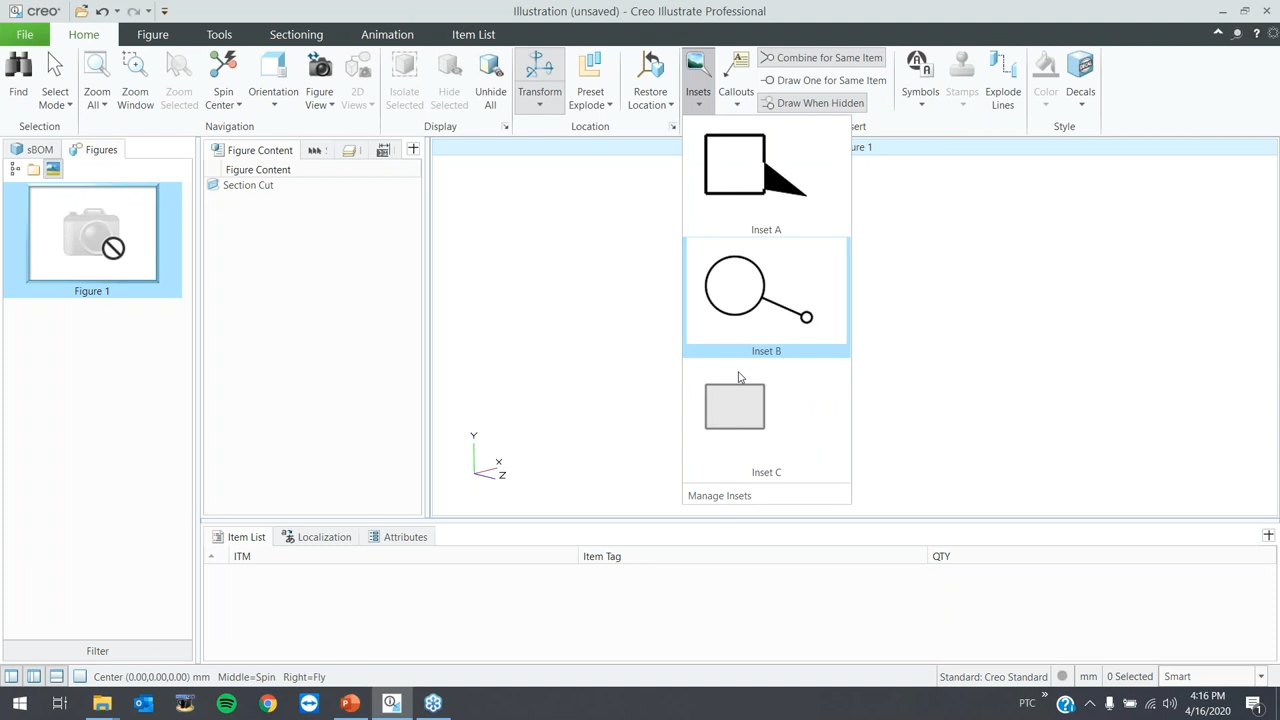 creo
Illustration (unsaved) - Creo Illustrate Professional
File
Home
Figure
Tools
Sectioning
Animation
Item List
Find
Select
Mode
Zoom
All
Zoom
Window
Zoom
Selected
Spin
Center
Orientation
Figure
View
2D
Views
Isolate
Selected
Hide
Selected
Unhide
All
Transform
Preset
Explode
Restore
Location
Insets
Callouts
Combine for Same Item
Draw One for Same Item
Draw When Hidden
Symbols
Stamps
Explode
Lines
Color
Decals
Selection
Navigation
Display
Location
sert
Style
sBOM
Figures
Figure 1
Filter
Figure Content
Figure Content
Section Cut
ure 1
Y
X
Z
Inset A
Inset B
Inset C
Manage Insets
Item List
Localization
Attributes
ITM
Item Tag
QTY
Center (0.00,0.00,0.00) mm
Middle=Spin
Right=Fly
Standard: Creo Standard
mm
0 Selected
Smart
PTC
4:16 PM
4/16/2020